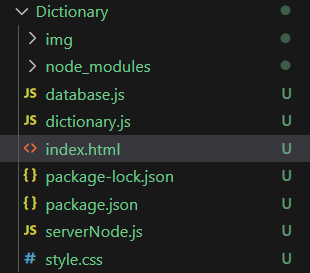 Dictionary
img
node_modules
JS database.js U
JS dictionary.js U
<> index.html U
{} package-lock.json U
{} package.json U
JS serverNode.js U
# style.css U